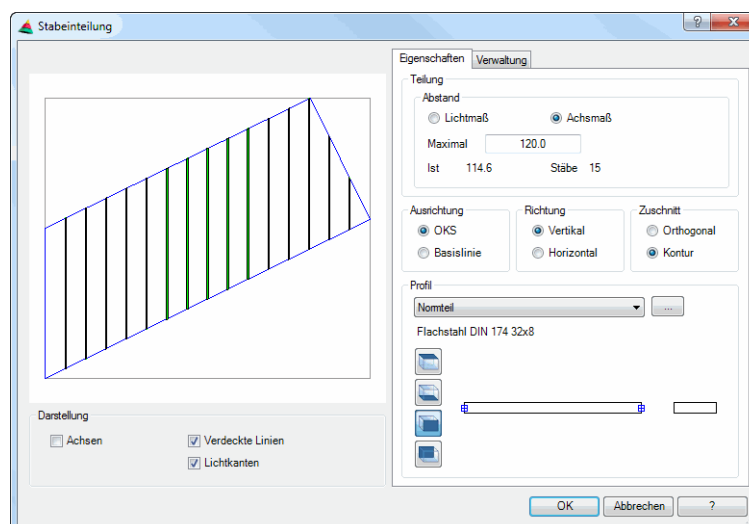 Stabeinteilung
?
Eigenschaften
Verwaltung
Teilung
Abstand
Lichtmaß
Achsmaß
Maximal 120.0
Ist 114.6 Stäbe 15
Ausrichtung
OKS
Basislinie
Richtung
Vertikal
Horizontal
Zuschnitt
Orthogonal
Kontur
Profil
Normteil
...
Flachstahl DIN 174 32x8
Darstellung
Achsen
Verdeckte Linien
Lichtkanten
OK
Abbrechen
?